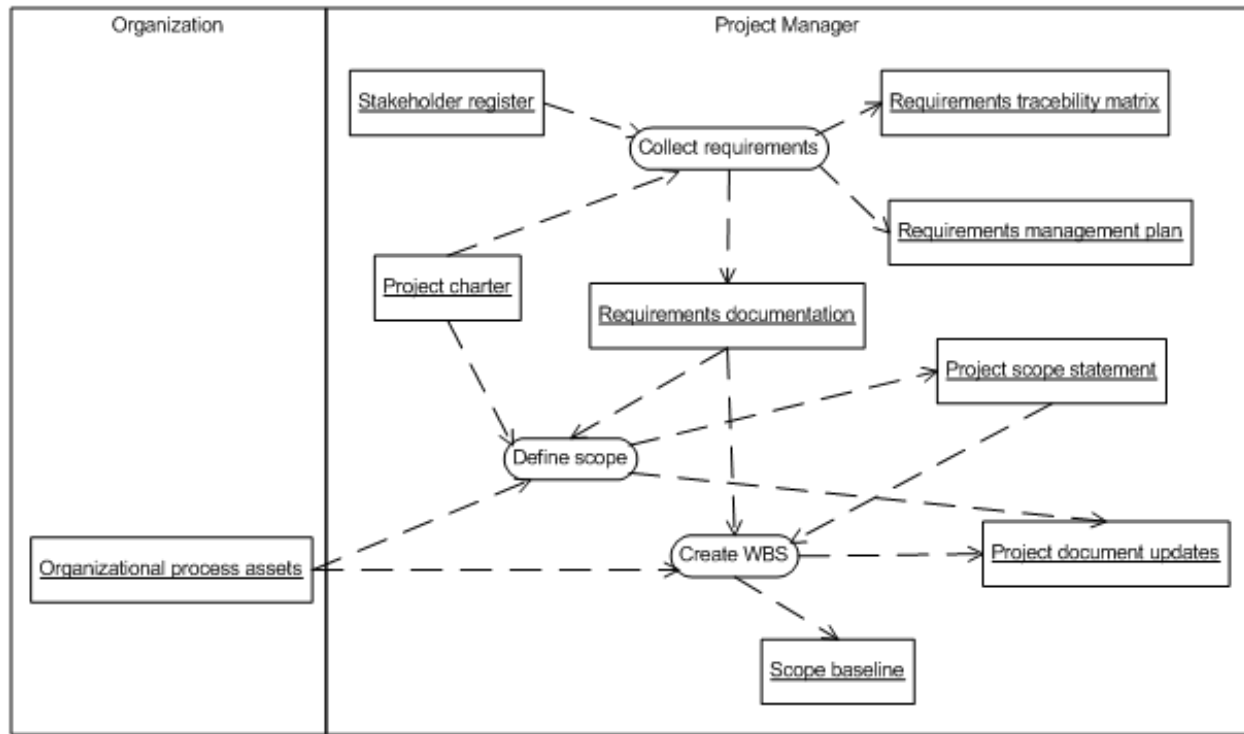 Organization
Project Manager
Stakeholder register
Requirements tracebility matrix
Collect requirements
Requirements management plan
Project charter
Requirements documentation
Project scope statement
Define scope
Create WBS
Project document updates
Organizational process assets
Scope baseline